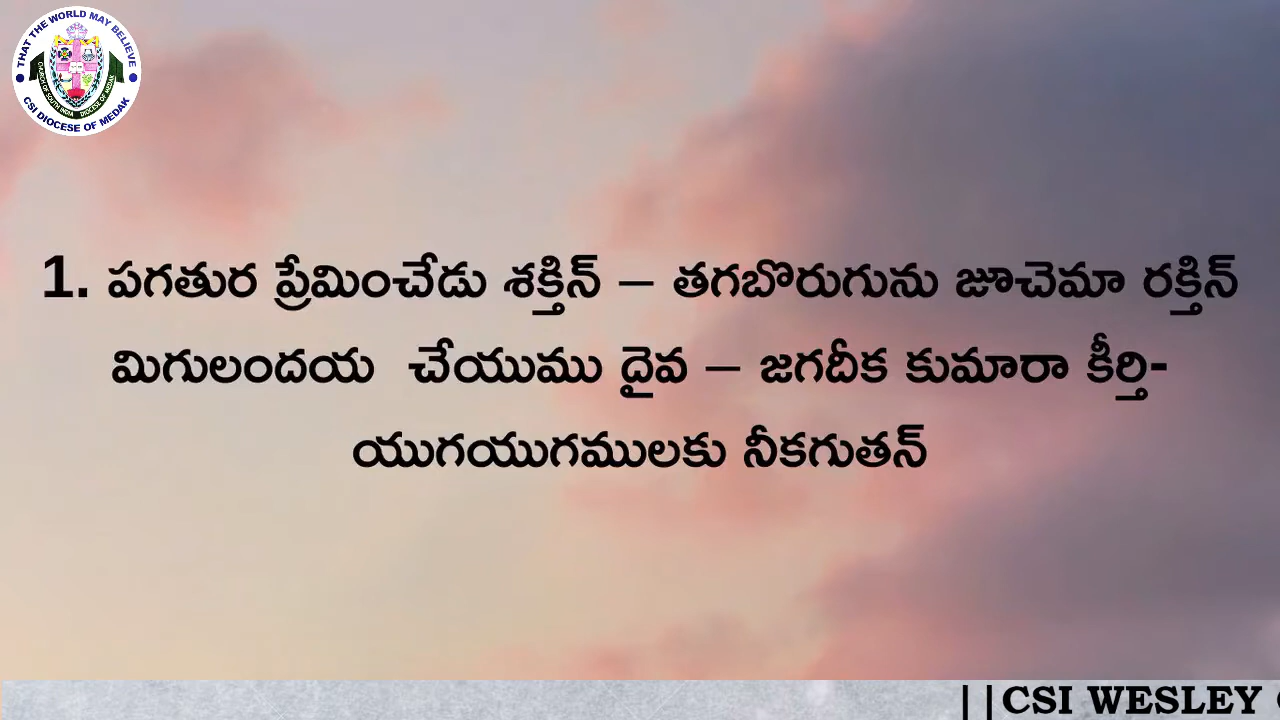 THAT THE WORLD MAY BELIEVE
CSI DIOCESE OF MEDAK
1. పగతుర ప్రేమించేడు శక్తిన్ – తగబొరుగును జూచెమా రక్తిన్
మిగులందయ చేయుము దైవ – జగదీక కుమారా కీర్తి-
యుగయుగములకు నీకగుతన్
||CSI WESLEY